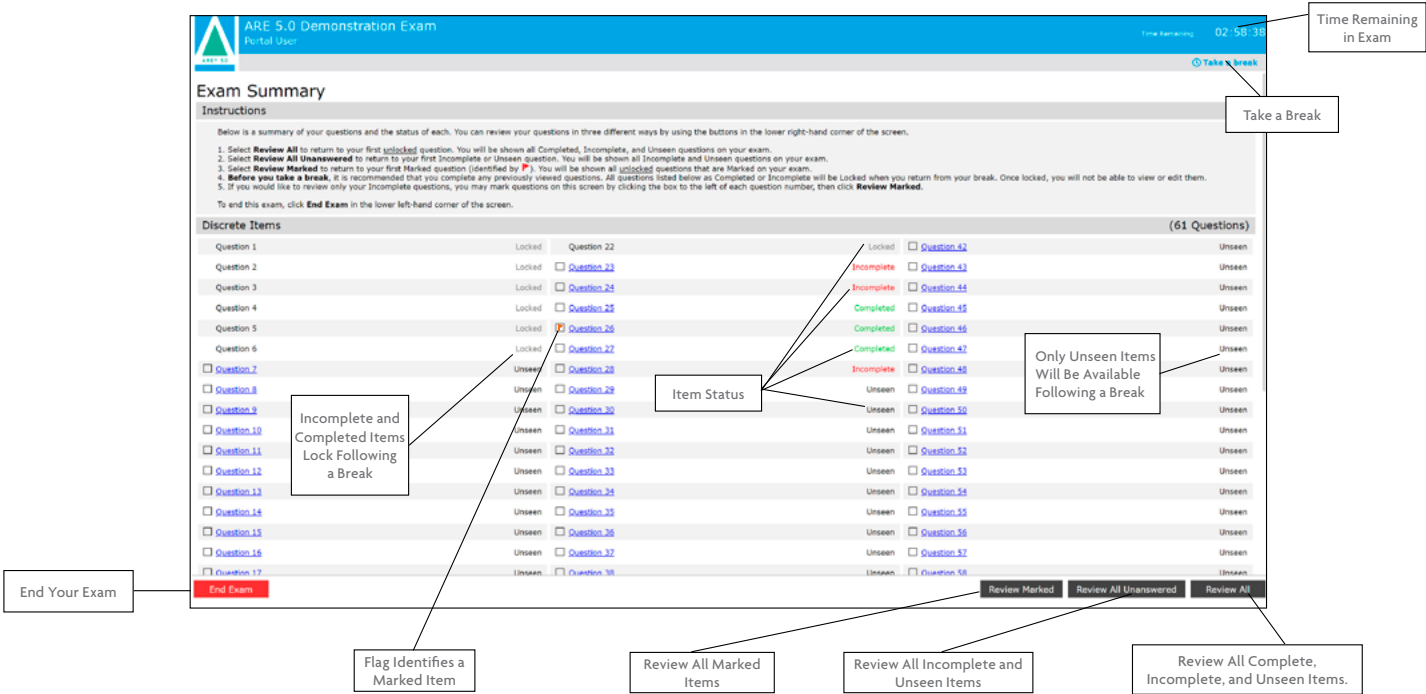 ARE 5.0 Demonstration Exam
Portal User
ARE® 5.0
Time Remaining 02:58:38
Time Remaining
in Exam
Take a break
Take a Break
Exam Summary
Instructions
Below is a summary of your questions and the status of each. You can review your questions in three different ways by using the buttons in the lower right-hand corner of the screen.
1. Select Review All to return to your first unlocked question. You will be shown all Completed, Incomplete, and Unseen questions on your exam.
2. Select Review All Unanswered to return to your first Incomplete or Unseen question. You will be shown all Incomplete and Unseen questions on your exam.
3. Select Review Marked to return to your first Marked question (identified by ). You will be shown all unlocked questions that are Marked on your exam.
4. Before you take a break, it is recommended that you complete any previously viewed questions. All questions listed below as Completed or Incomplete will be Locked when you return from your break. Once locked, you will not be able to view or edit them.
5. If you would like to review only your Incomplete questions, you may mark questions on this screen by clicking the box to the left of each question number, then click Review Marked.
To end this exam, click End Exam in the lower left-hand corner of the screen.
Discrete Items (61 Questions)
Question 1 Locked Question 22 Locked Question 42 Unseen
Question 2 Locked Question 23 Incomplete Question 43 Unseen
Question 3 Locked Question 24 Incomplete Question 44 Unseen
Question 4 Locked Question 25 Completed Question 45 Unseen
Question 5 Locked Question 26 Completed Question 46 Unseen
Question 6 Locked Question 27 Completed Question 47 Unseen
Question 7 Unseen Question 28 Incomplete Question 48 Unseen
Question 8 Unseen Question 29 Unseen Question 49 Unseen
Question 9 Unseen Question 30 Unseen Question 50 Unseen
Question 10 Unseen Question 31 Unseen Question 51 Unseen
Question 11 Unseen Question 32 Unseen Question 52 Unseen
Question 12 Unseen Question 33 Unseen Question 53 Unseen
Question 13 Unseen Question 34 Unseen Question 54 Unseen
Question 14 Unseen Question 35 Unseen Question 55 Unseen
Question 15 Unseen Question 36 Unseen Question 56 Unseen
Question 16 Unseen Question 37 Unseen Question 57 Unseen
Question 17 Unseen Question 38 Unseen Question 58 Unseen
Incomplete and
Completed Items
Lock Following
a Break
Item Status
Only Unseen Items
Will Be Available
Following a Break
End Your Exam
End Exam
Review Marked
Review All Unanswered
Review All
Flag Identifies a
Marked Item
Review All Marked
Items
Review All Incomplete and
Unseen Items
Review All Complete,
Incomplete, and Unseen Items.